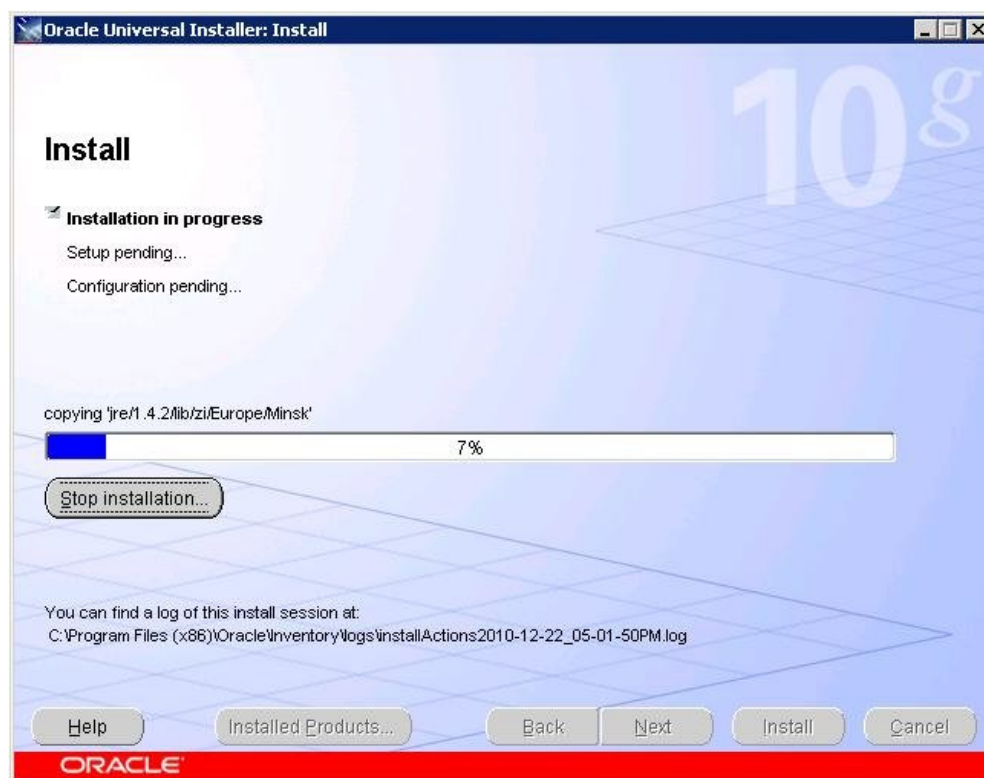 Oracle Universal Installer: Install
10g
Install
Installation in progress
Setup pending...
Configuration pending...
copying 'jre/1.4.2/lib/zi/Europe/Minsk'
7%
Stop installation...
You can find a log of this install session at:
C:\Program Files (x86)\Oracle\Inventory\logs\installActions2010-12-22_05-01-50PM.log
Help Installed Products... Back Next Install Cancel
ORACLE